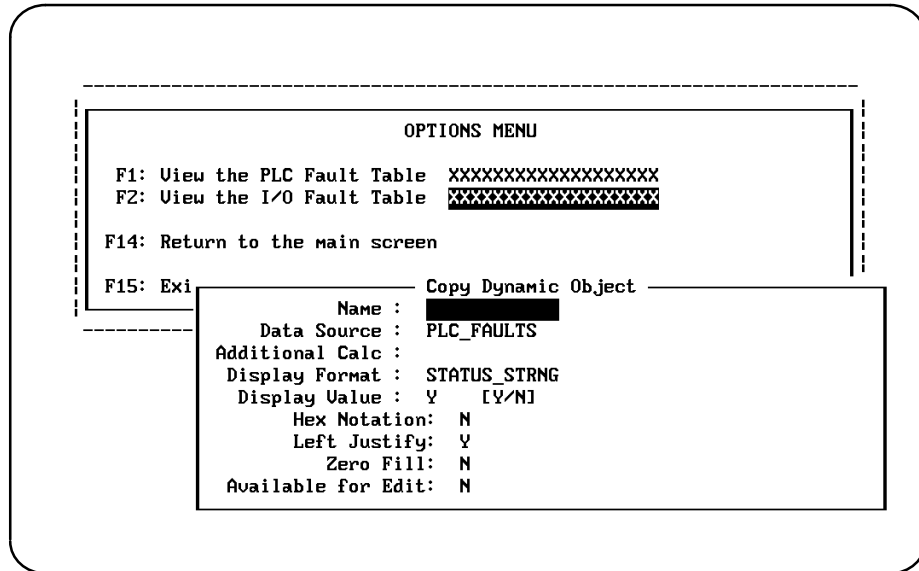 OPTIONS MENU
F1: View the PLC Fault Table XXXXXXXXXXXXXXXXXXX
F2: View the I/O Fault Table XXXXXXXXXXXXXXXXXXX
F14: Return to the main screen
F15: Exi
Copy Dynamic Object
Name :
Data Source : PLC_FAULTS
Additional Calc :
Display Format : STATUS_STRNG
Display Value : Y [Y/N]
Hex Notation: N
Left Justify: Y
Zero Fill: N
Available for Edit: N